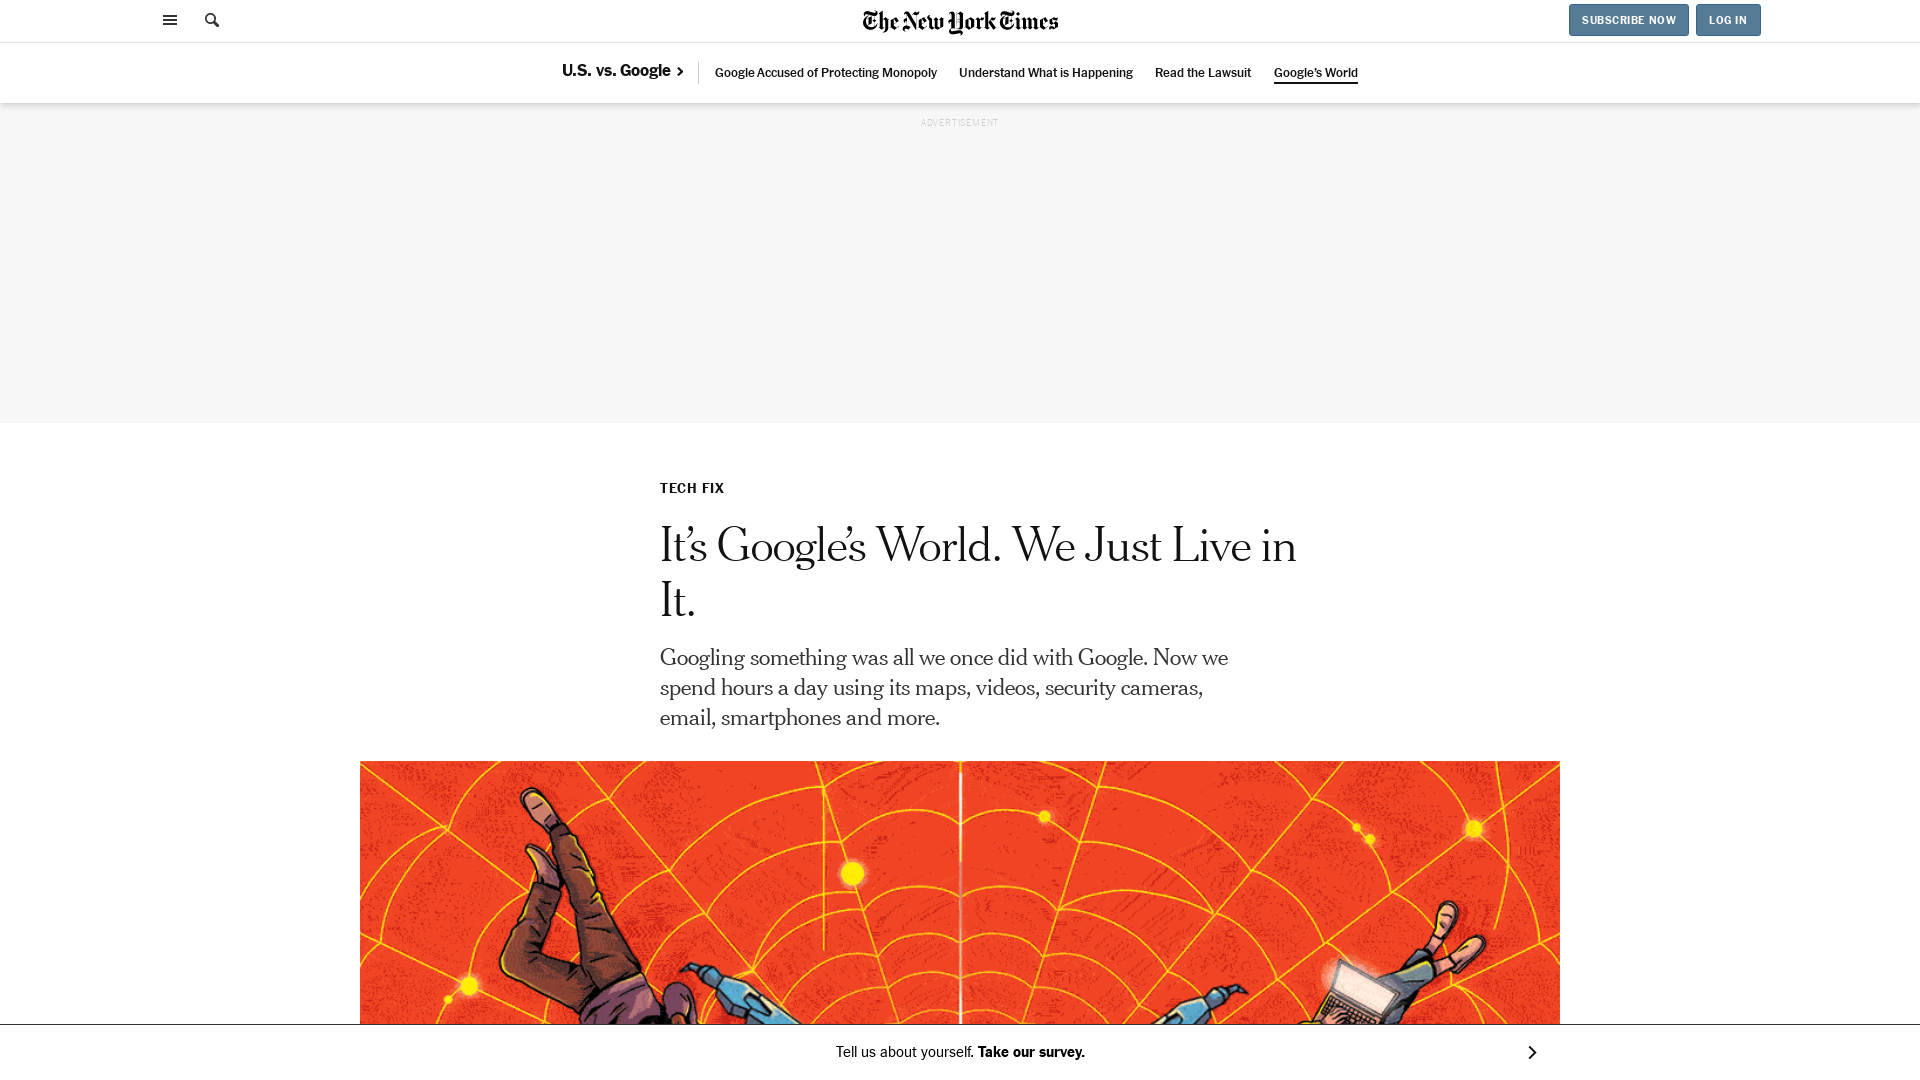 The New York Times
SUBSCRIBE NOW
LOG IN
U.S. vs. Google
Google Accused of Protecting Monopoly
Understand What is Happening
Read the Lawsuit
Google’s World
ADVERTISEMENT
TECH FIX
It’s Google’s World. We Just Live in
It.
Googling something was all we once did with Google. Now we
spend hours a day using its maps, videos, security cameras,
email, smartphones and more.
Tell us about yourself. Take our survey.